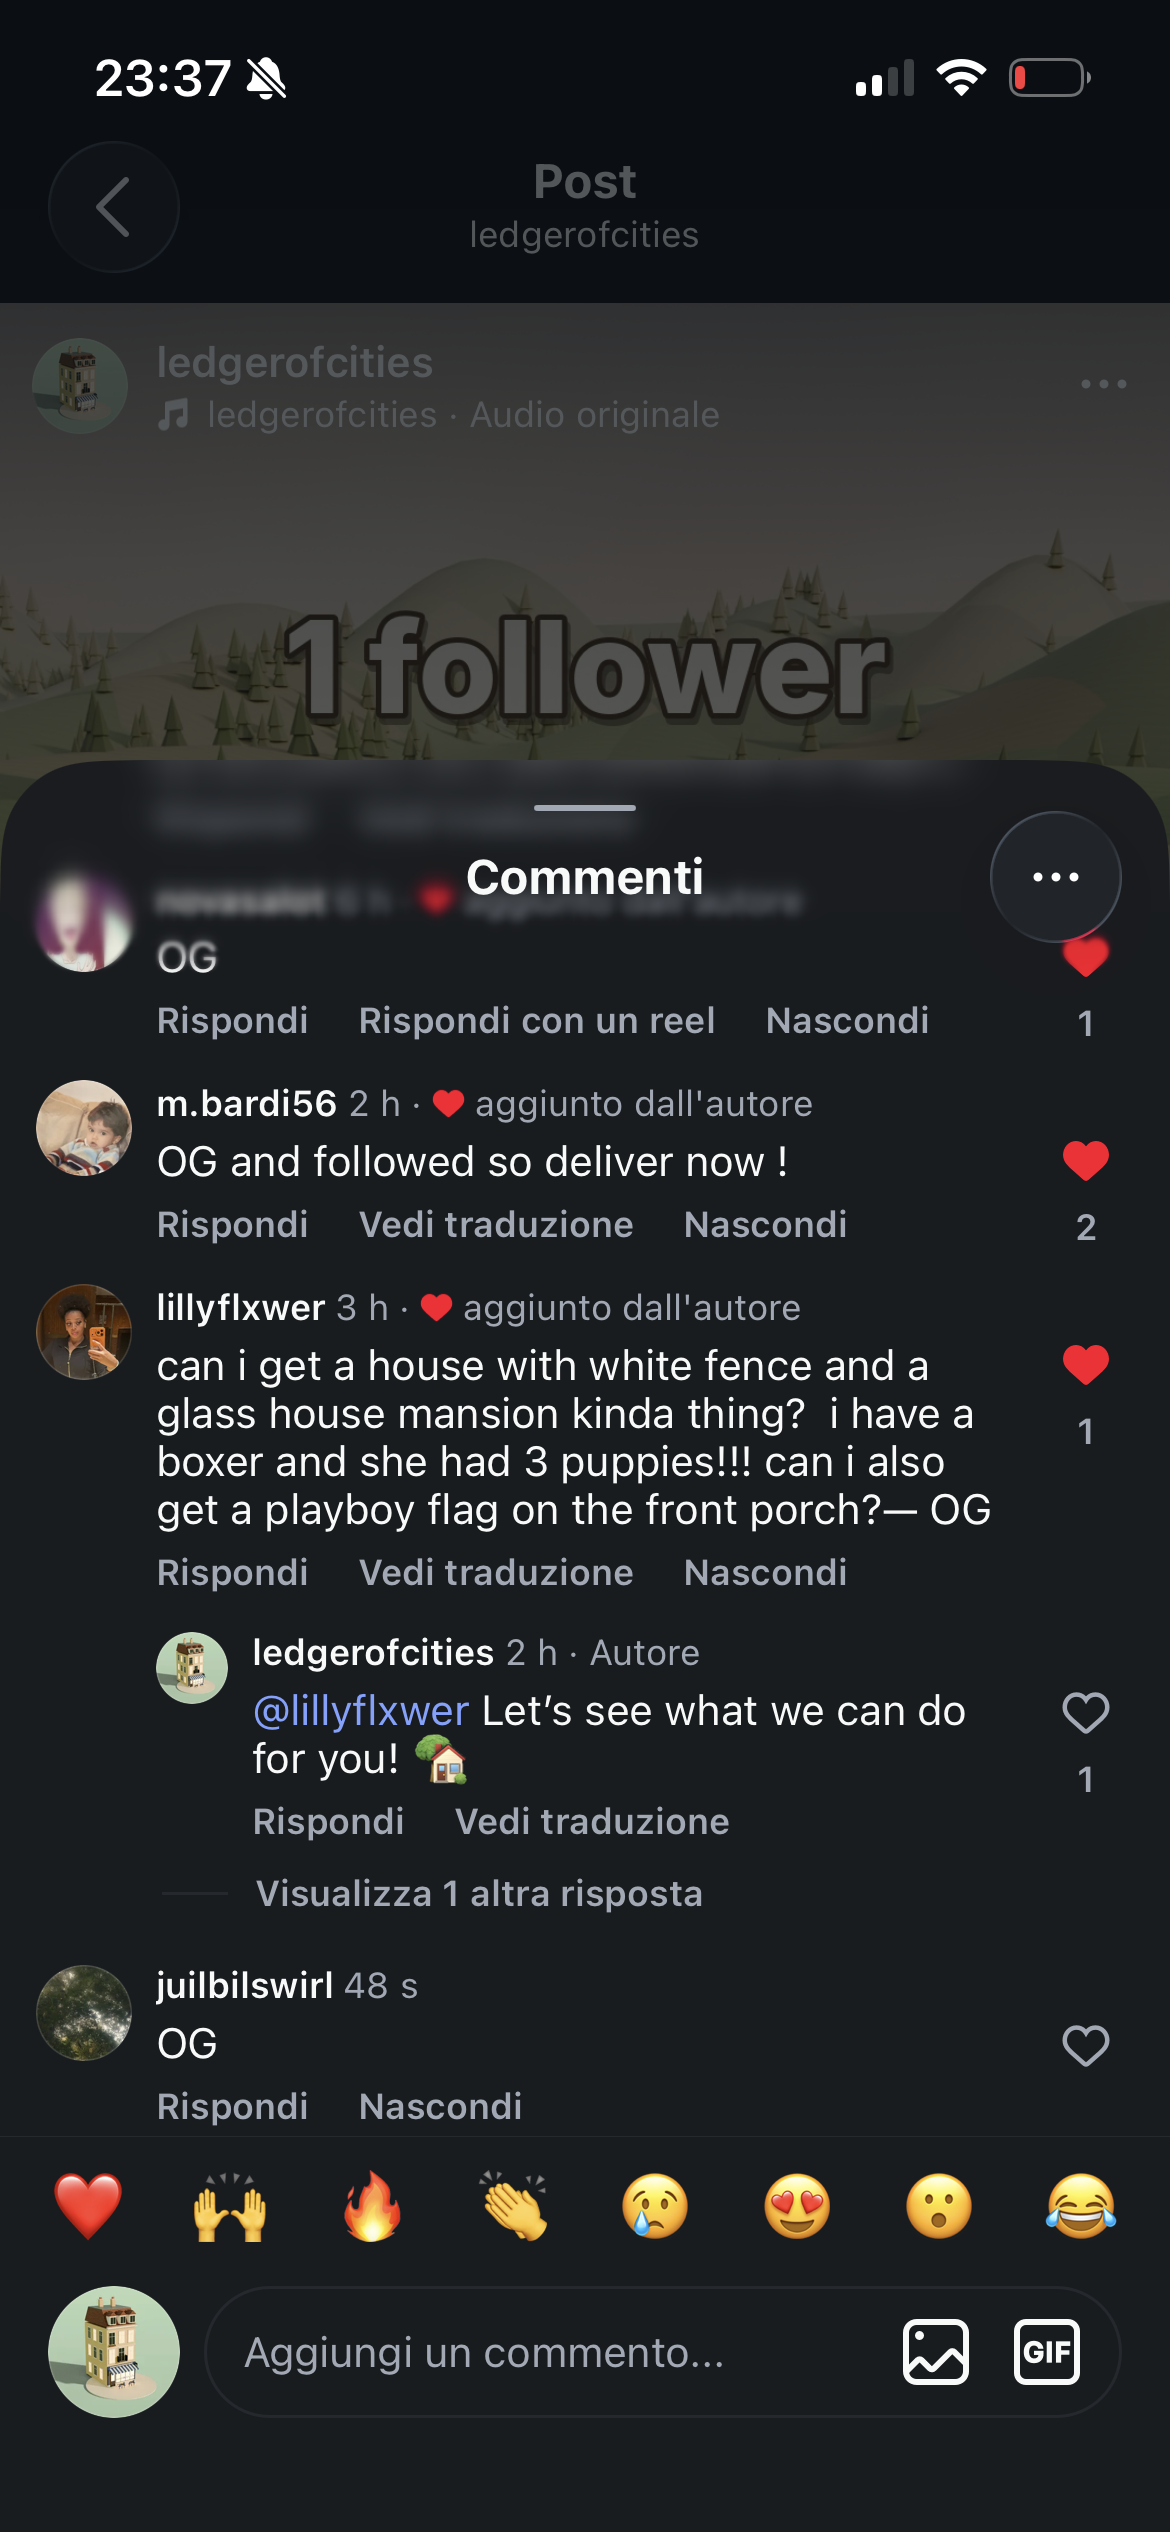 23:37
Post
ledgerofcities
ledgerofcities
ledgerofcities · Audio originale
1 follower
Commenti
novasalot 6 h · ❤️ aggiunto dall'autore
OG
Rispondi Rispondi con un reel Nascondi
1
m.bardi56 2 h · ❤️ aggiunto dall'autore
OG and followed so deliver now !
Rispondi Vedi traduzione Nascondi
2
lillyflxwer 3 h · ❤️ aggiunto dall'autore
can i get a house with white fence and a
glass house mansion kinda thing?  i have a
boxer and she had 3 puppies!!! can i also
get a playboy flag on the front porch?— OG
1
Rispondi Vedi traduzione Nascondi
ledgerofcities 2 h · Autore
@lillyflxwer Let’s see what we can do
for you! 🏡
1
Rispondi Vedi traduzione
Visualizza 1 altra risposta
juilbilswirl 48 s
OG
Rispondi Nascondi
Aggiungi un commento...
GIF